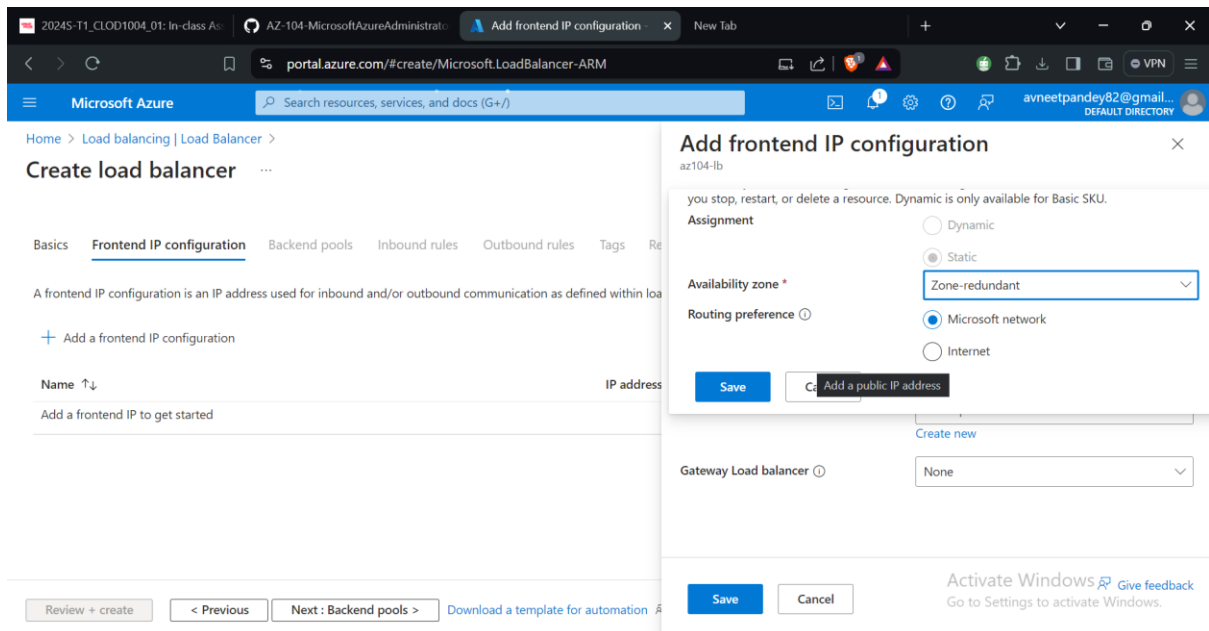 2024S-T1_CLOD1004_01: In-class As
AZ-104-MicrosoftAzureAdministrato
Add frontend IP configuration -
New Tab
portal.azure.com/#create/Microsoft.LoadBalancer-ARM
VPN
Microsoft Azure
Search resources, services, and docs (G+/)
1
avneetpandey82@gmail...
DEFAULT DIRECTORY
Home > Load balancing | Load Balancer >
Create load balancer ...
Basics Frontend IP configuration Backend pools Inbound rules Outbound rules Tags Re
A frontend IP configuration is an IP address used for inbound and/or outbound communication as defined within loa
+ Add a frontend IP configuration
Name ↑↓ IP address
Add a frontend IP to get started
Review + create < Previous Next : Backend pools > Download a template for automation
Add frontend IP configuration
az104-lb
you stop, restart, or delete a resource. Dynamic is only available for Basic SKU.
Assignment
Dynamic
Static
Availability zone * Zone-redundant
Routing preference Microsoft network
Internet
Save Ca
Add a public IP address
Create new
Gateway Load balancer None
Save Cancel
Activate Windows
Give feedback
Go to Settings to activate Windows.